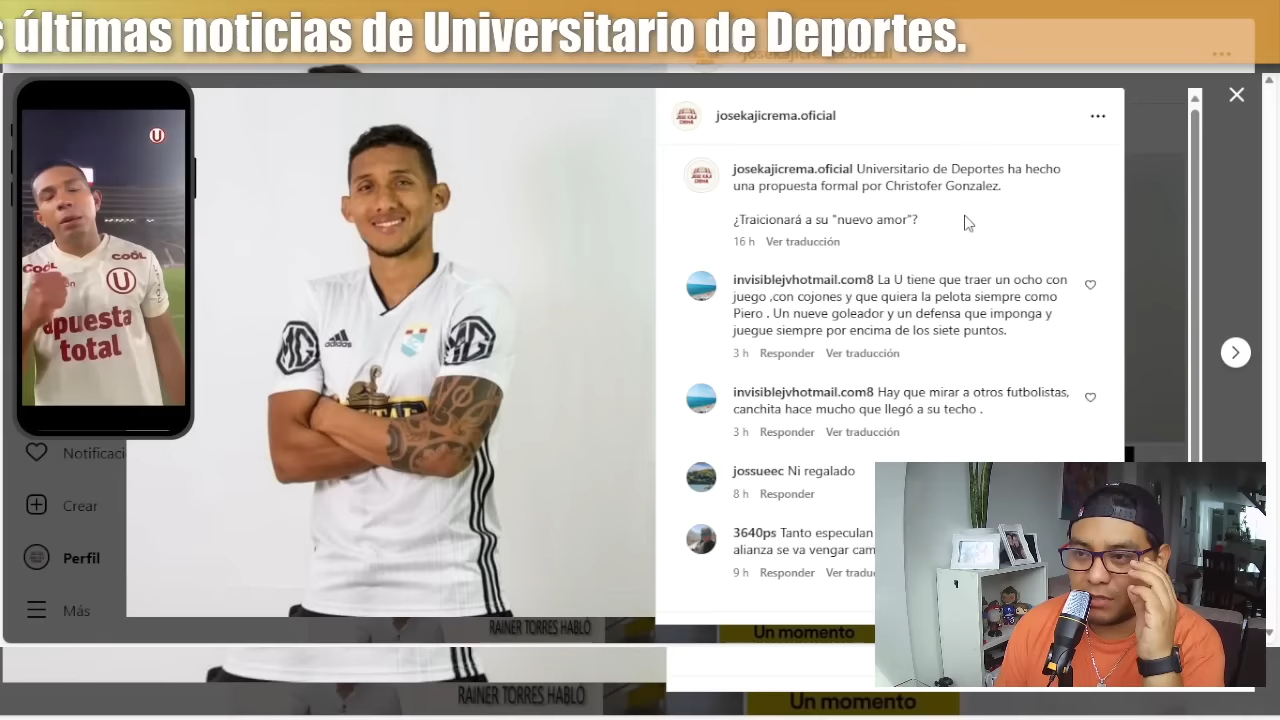 últimas noticias de Universitario de Deportes.
josekajicrema.oficial
josekajicrema.oficial Universitario de Deportes ha hecho
una propuesta formal por Christofer Gonzalez.
¿Traicionará a su "nuevo amor"?
16 h Ver traducción
invisiblejvhotmail.com8 La U tiene que traer un ocho con
juego ,con cojones y que quiera la pelota siempre como
Piero . Un nueve goleador y un defensa que imponga y
juegue siempre por encima de los siete puntos.
3 h Responder Ver traducción
invisiblejvhotmail.com8 Hay que mirar a otros futbolistas,
canchita hace mucho que llegó a su techo .
3 h Responder Ver traducción
jossueec Ni regalado
8 h Responder
3640ps Tanto especulan
alianza se va vengar cam
9 h Responder Ver tradu
U
COOL
COOL
U
apuesta
total
MG
adidas
MG
Notificaci
Crear
Perfil
Más
RAINER TORRES HABLÓ
Un momento
RAINER TORRES HABLÓ
Un momento